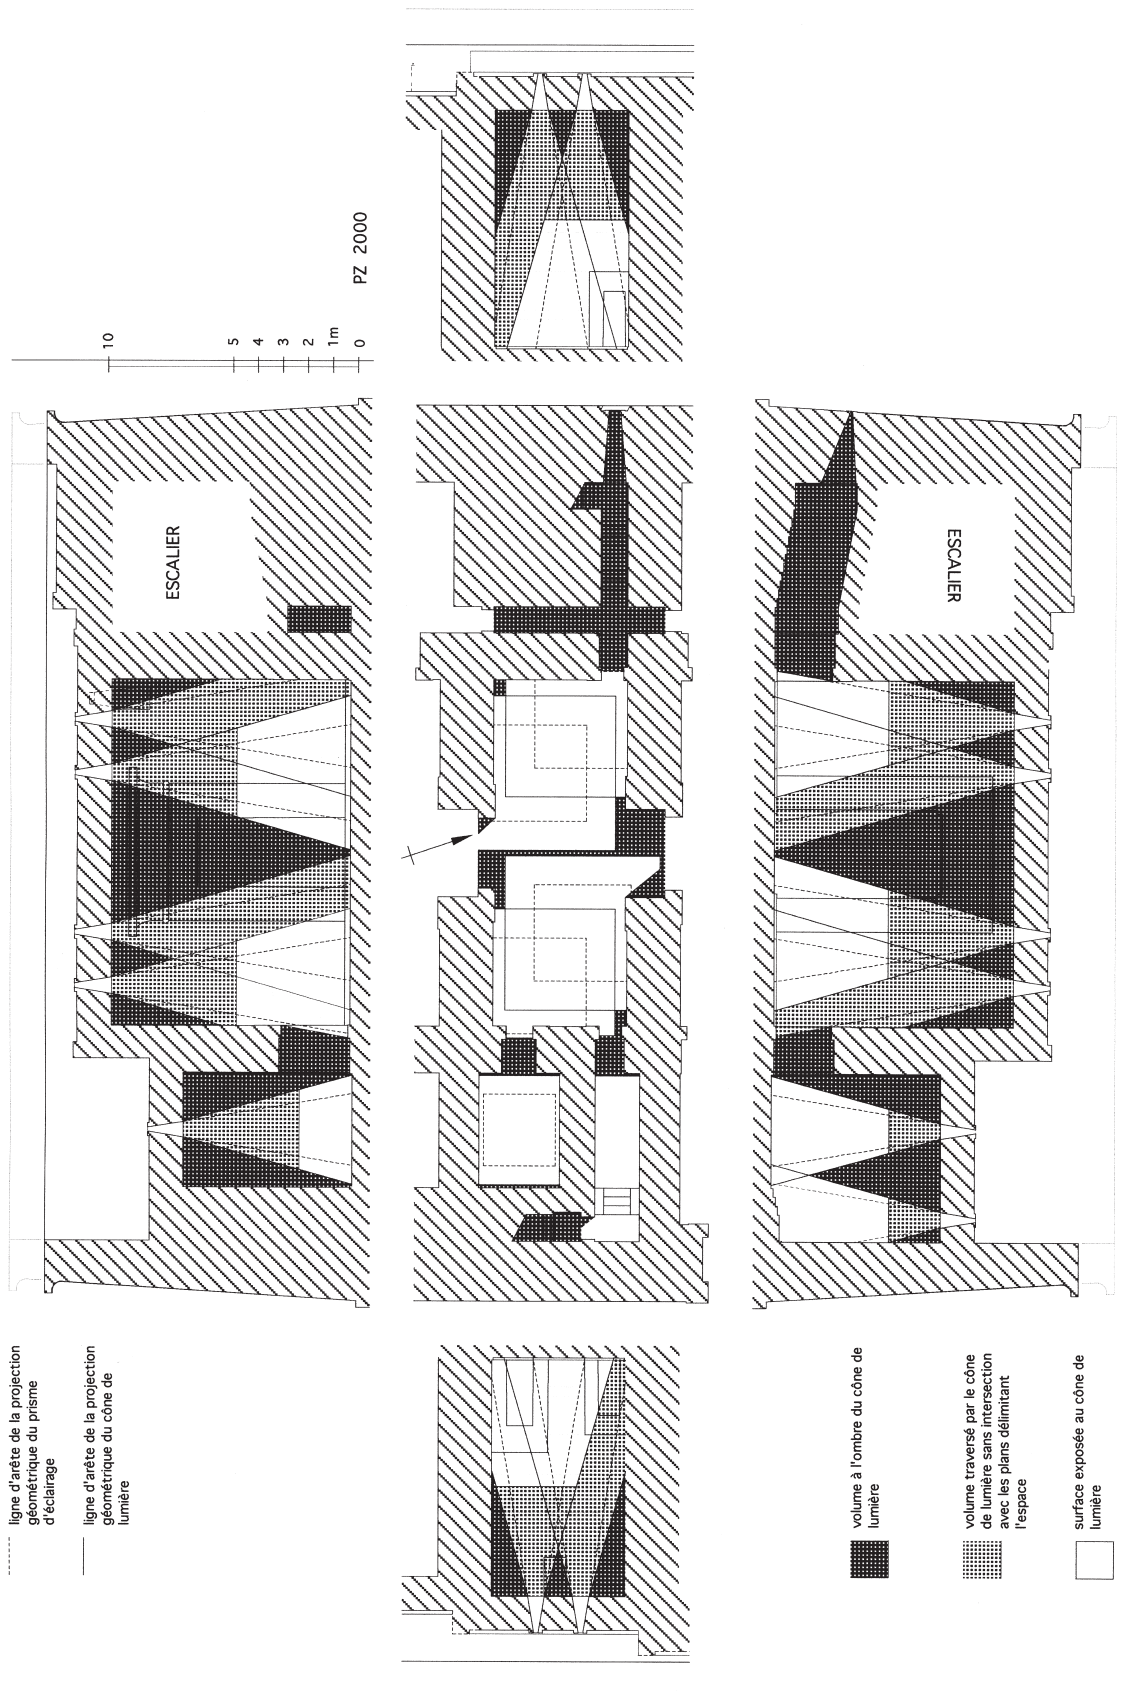 10
5
4
3
2
1m
0
PZ 2000
ESCALIER
ESCALIER
ligne d'arête de la projection
géométrique du prisme
d'éclairage
ligne d'arête de la projection
géométrique du cône de
lumière
volume à l'ombre du cône de
lumière
volume traversé par le cône
de lumière sans intersection
avec les plans délimitant
l'espace
surface exposée au cône de
lumière